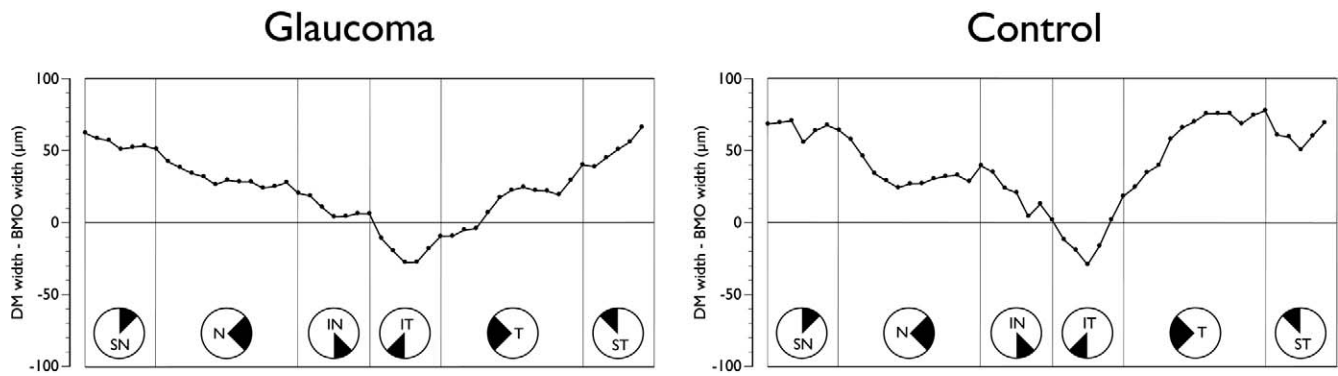 Glaucoma
Control
DM width - BMO width (µm)
100
50
0
-50
-100
SN
N
IN
IT
T
ST
DM width - BMO width (µm)
100
50
0
-50
-100
SN
N
IN
IT
T
ST